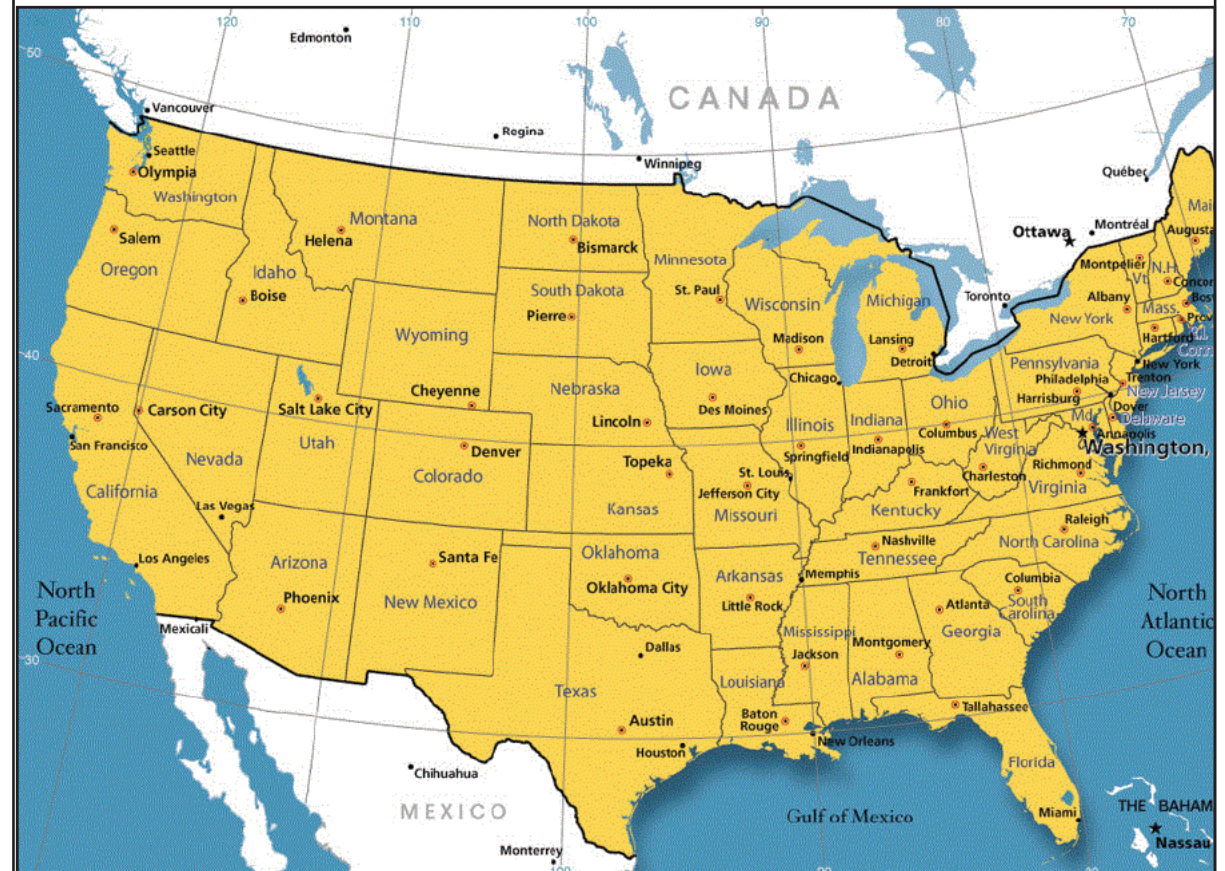 120
110
100
90
80
70
50
Edmonton
CANADA
Vancouver
Regina
Winnipeg
Seattle
Olympia
Washington
Québec
Montana
North Dakota
Mai
Salem
Helena
Bismarck
Ottawa
Montréal
Augusta
Oregon
Idaho
Minnesota
Montpelier
Vt.
N.H.
Boise
South Dakota
St. Paul
Wisconsin
Michigan
Toronto
Albany
Concor
Bos
Pierre
New York
Mass.
Prov
Wyoming
Madison
Lansing
Hartford
R.I.
Conn
40
Detroit
Pennsylvania
New York
Iowa
Chicago
Philadelphia
Trenton
Cheyenne
Nebraska
Harrisburg
New Jersey
Sacramento
Carson City
Salt Lake City
Des Moines
Ohio
Dover
Delaware
Lincoln
Illinois
Indiana
Columbus
Md.
Annapolis
San Francisco
Utah
Denver
West
Virginia
Washington,
Nevada
Topeka
St. Louis
Springfield
Indianapolis
Richmond
California
Colorado
Jefferson City
Frankfort
Charleston
Virginia
Las Vegas
Kansas
Missouri
Kentucky
Raleigh
Los Angeles
Arizona
Santa Fe
Oklahoma
Nashville
Tennessee
North Carolina
Oklahoma City
Arkansas
Memphis
Columbia
North
Pacific
Ocean
Phoenix
New Mexico
Little Rock
Atlanta
South
Carolina
North
Atlantic
Ocean
Mexicali
Mississippi
Montgomery
Georgia
30
Dallas
Jackson
Texas
Louisiana
Alabama
Austin
Baton
Rouge
Tallahassee
Houston
New Orleans
Florida
Chihuahua
MEXICO
Gulf of Mexico
Miami
THE BAHAM
Nassau
Monterrey
100
90
80